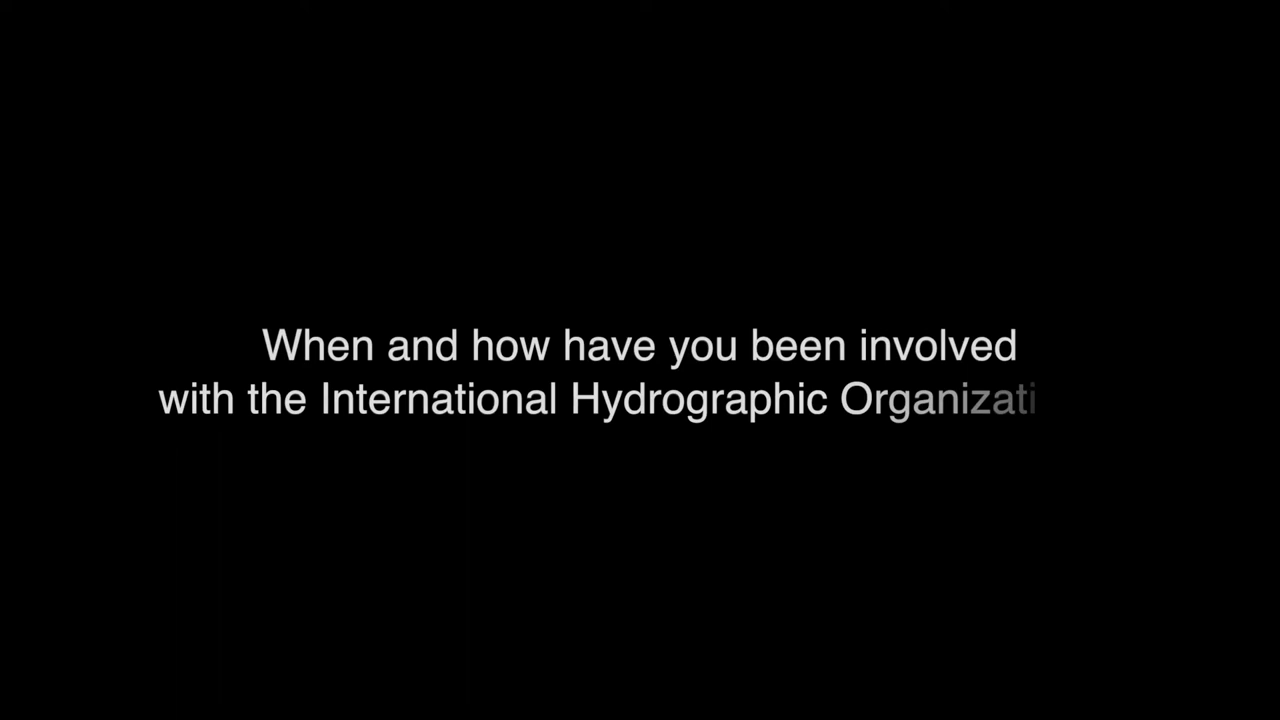 When and how have you been involved
with the International Hydrographic Organizati